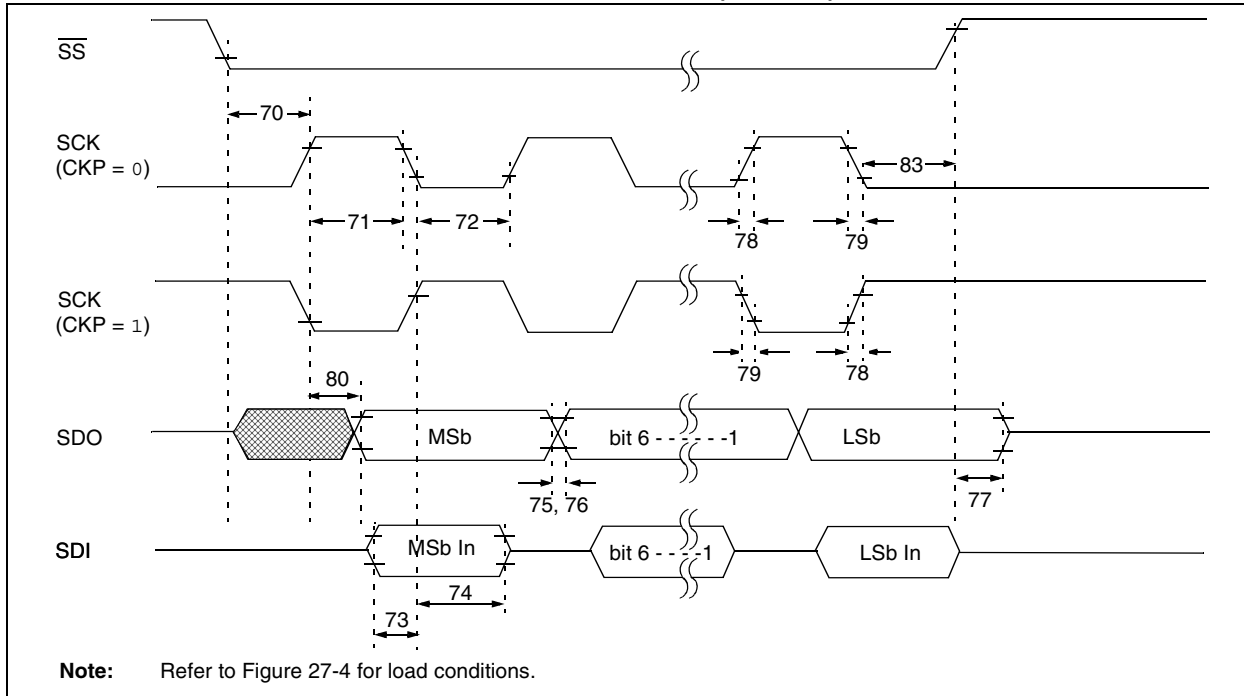 SS
70
SCK
(CKP = 0)
83
71
72
78
79
SCK
(CKP = 1)
79
78
80
SDO
MSb
bit 6 - - - - - -1
LSb
75, 76
77
SDI
MSb In
bit 6 - - - -1
LSb In
74
73
Note: Refer to Figure 27-4 for load conditions.